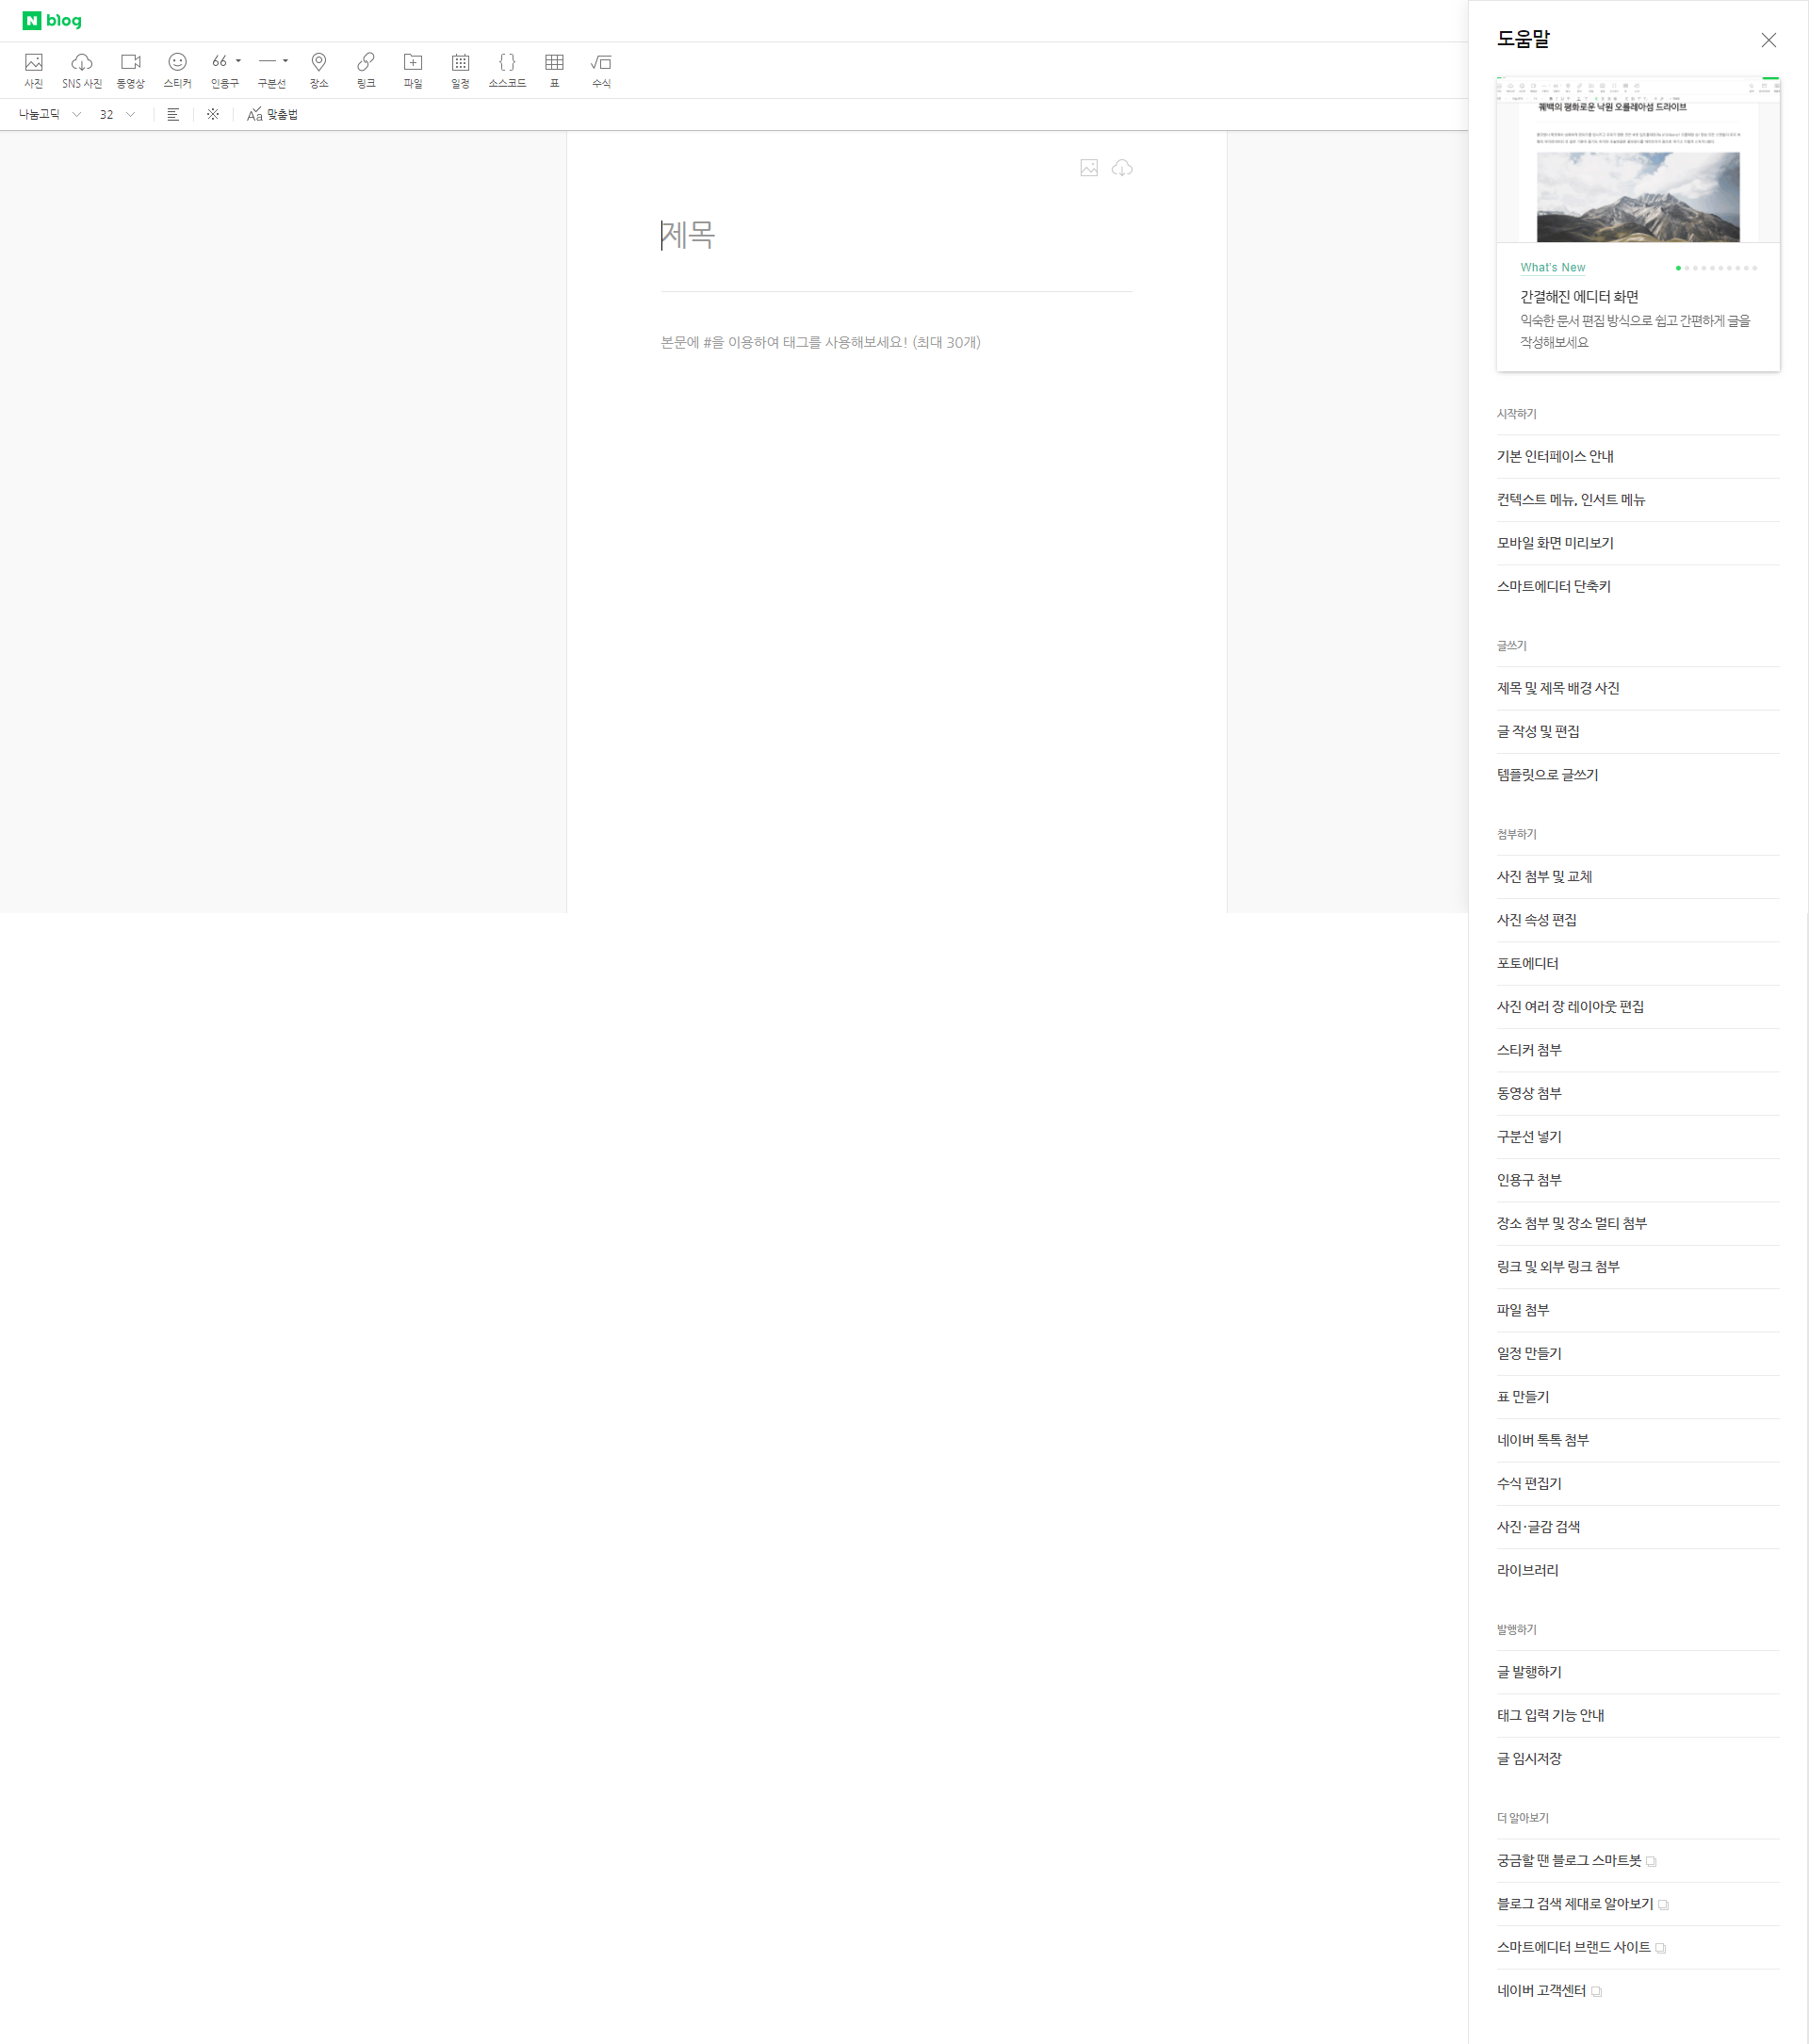 N blog
사진
SNS 사진
동영상
스티커
인용구
구분선
장소
링크
파일
일정
소스코드
표
수식
나눔고딕
32
맞춤법
제목
본문에 #을 이용하여 태그를 사용해보세요! (최대 30개)
도움말
퀘백의 평화로운 낙원 오를레아섬 드라이브
What's New
간결해진 에디터 화면
익숙한 문서 편집 방식으로 쉽고 간편하게 글을
작성해보세요
시작하기
기본 인터페이스 안내
컨텍스트 메뉴, 인서트 메뉴
모바일 화면 미리보기
스마트에디터 단축키
글쓰기
제목 및 제목 배경 사진
글 작성 및 편집
템플릿으로 글쓰기
첨부하기
사진 첨부 및 교체
사진 속성 편집
포토에디터
사진 여러 장 레이아웃 편집
스티커 첨부
동영상 첨부
구분선 넣기
인용구 첨부
장소 첨부 및 장소 멀티 첨부
링크 및 외부 링크 첨부
파일 첨부
일정 만들기
표 만들기
네이버 톡톡 첨부
수식 편집기
사진·글감 검색
라이브러리
발행하기
글 발행하기
태그 입력 기능 안내
글 임시저장
더 알아보기
궁금할 땐 블로그 스마트봇
블로그 검색 제대로 알아보기
스마트에디터 브랜드 사이트
네이버 고객센터